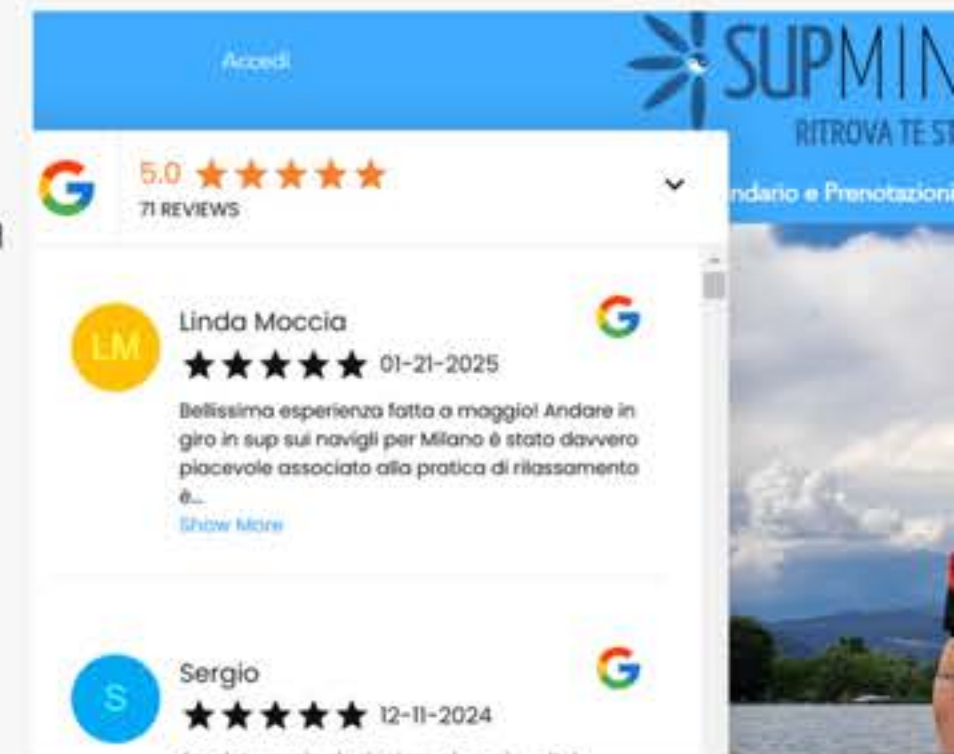 Accedi
SUPMIN
RITROVA TE ST
5.0
71 REVIEWS
ndario e Prenotazioni
LM
Linda Moccia
01-21-2025
Bellissima esperienza fatta a maggio! Andare in
giro in sup sui navigli per Milano è stato davvero
piacevole associato alla pratica di rilassamento
è...
Show More
S
Sergio
12-11-2024